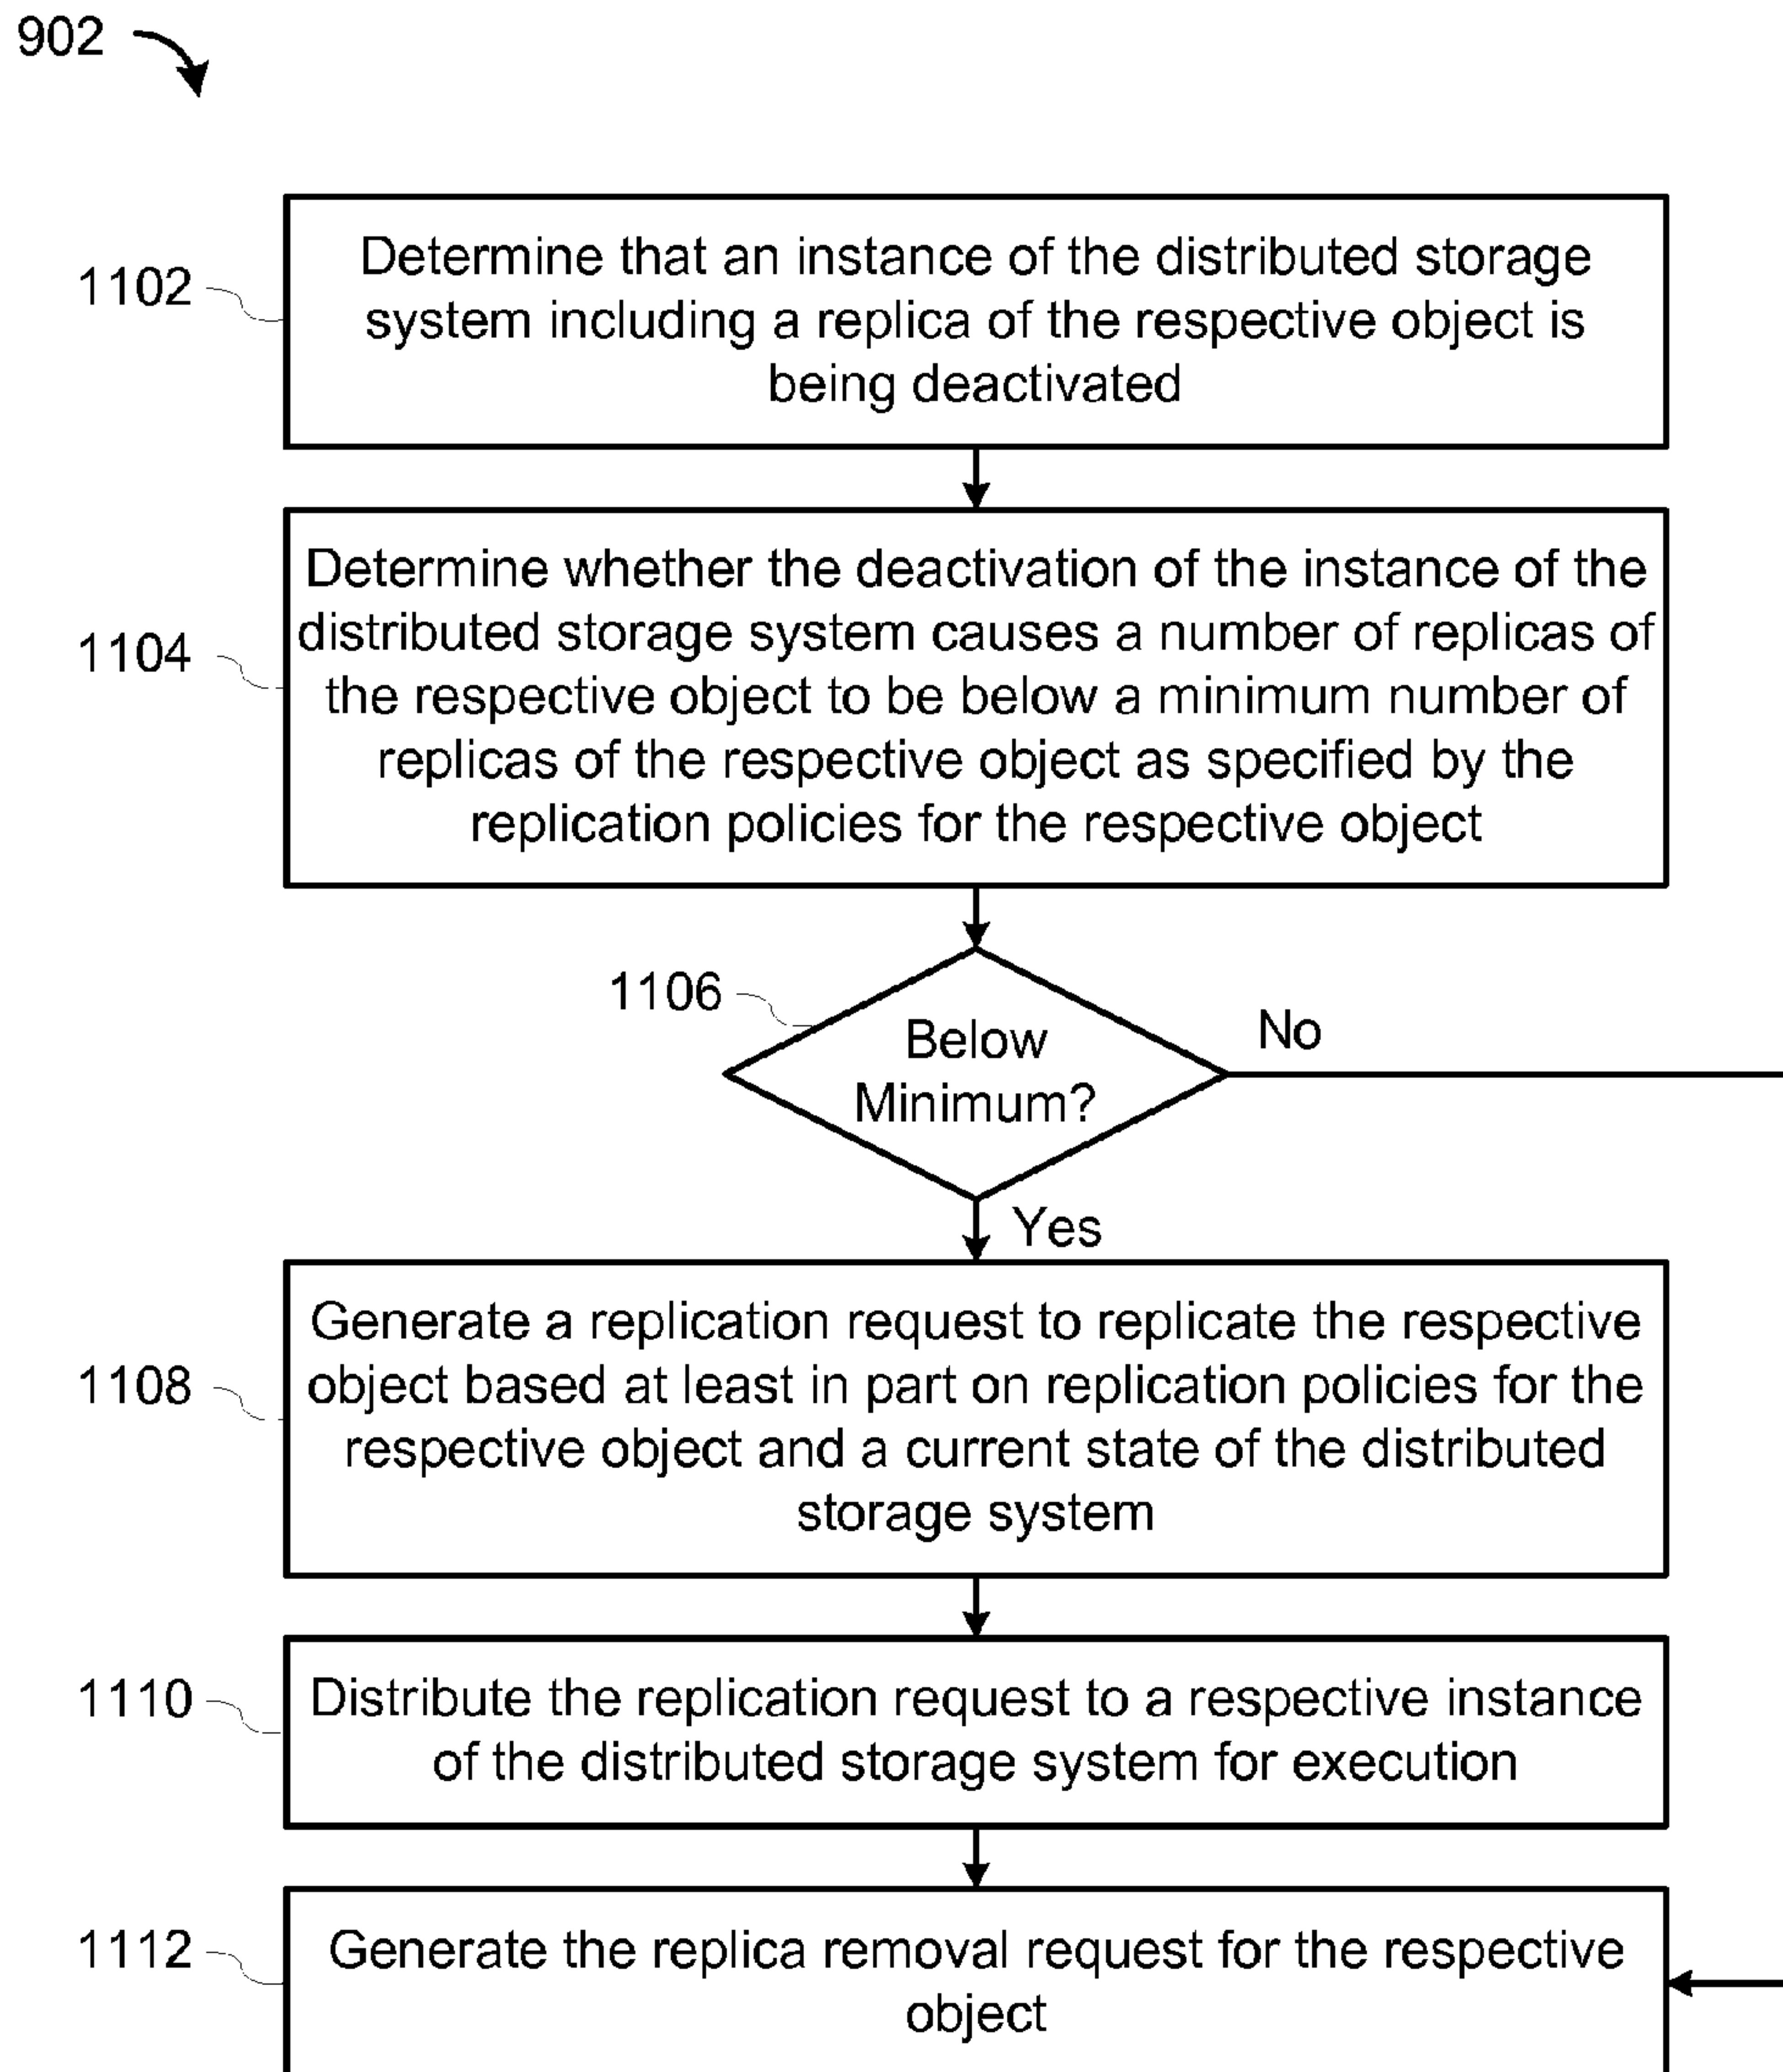 902
1102
Determine that an instance of the distributed storage
system including a replica of the respective object is
being deactivated
1104
Determine whether the deactivation of the instance of the
distributed storage system causes a number of replicas of
the respective object to be below a minimum number of
replicas of the respective object as specified by the
replication policies for the respective object
1106
Below
Minimum?
No
Yes
1108
Generate a replication request to replicate the respective
object based at least in part on replication policies for the
respective object and a current state of the distributed
storage system
1110
Distribute the replication request to a respective instance
of the distributed storage system for execution
1112
Generate the replica removal request for the respective
object